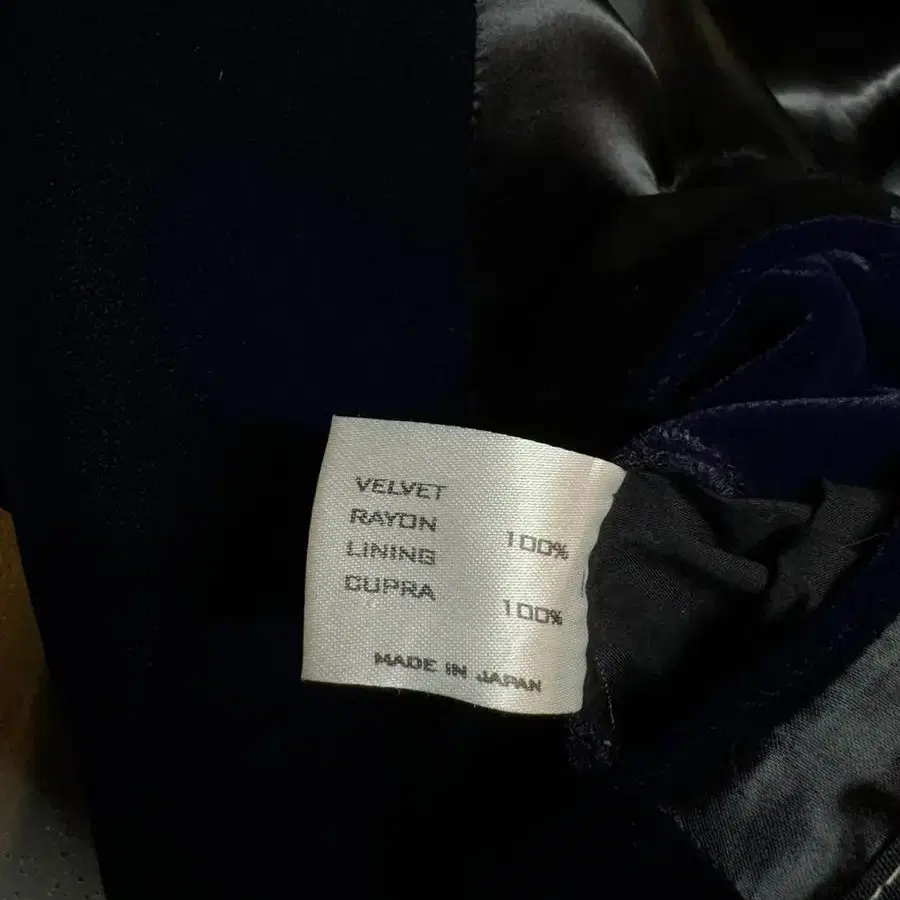 VELVET
RAYON 100%
LINING
CUPRA 100%
MADE IN JAPAN